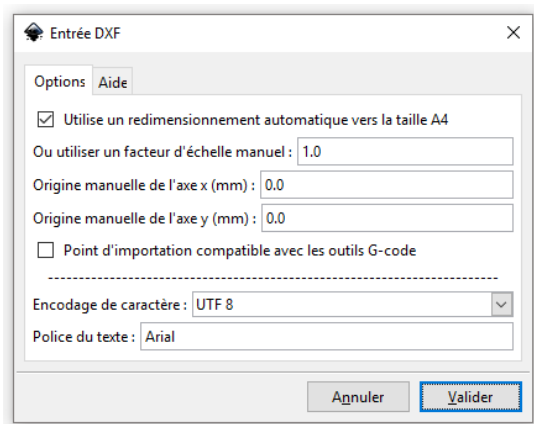 Entrée DXF
Options Aide
Utilise un redimensionnement automatique vers la taille A4
Ou utiliser un facteur d'échelle manuel : 1.0
Origine manuelle de l'axe x (mm) : 0.0
Origine manuelle de l'axe y (mm) : 0.0
Point d'importation compatible avec les outils G-code
-------------------------------------------------------------------
Encodage de caractère : UTF 8
Police du texte : Arial
Annuler Valider